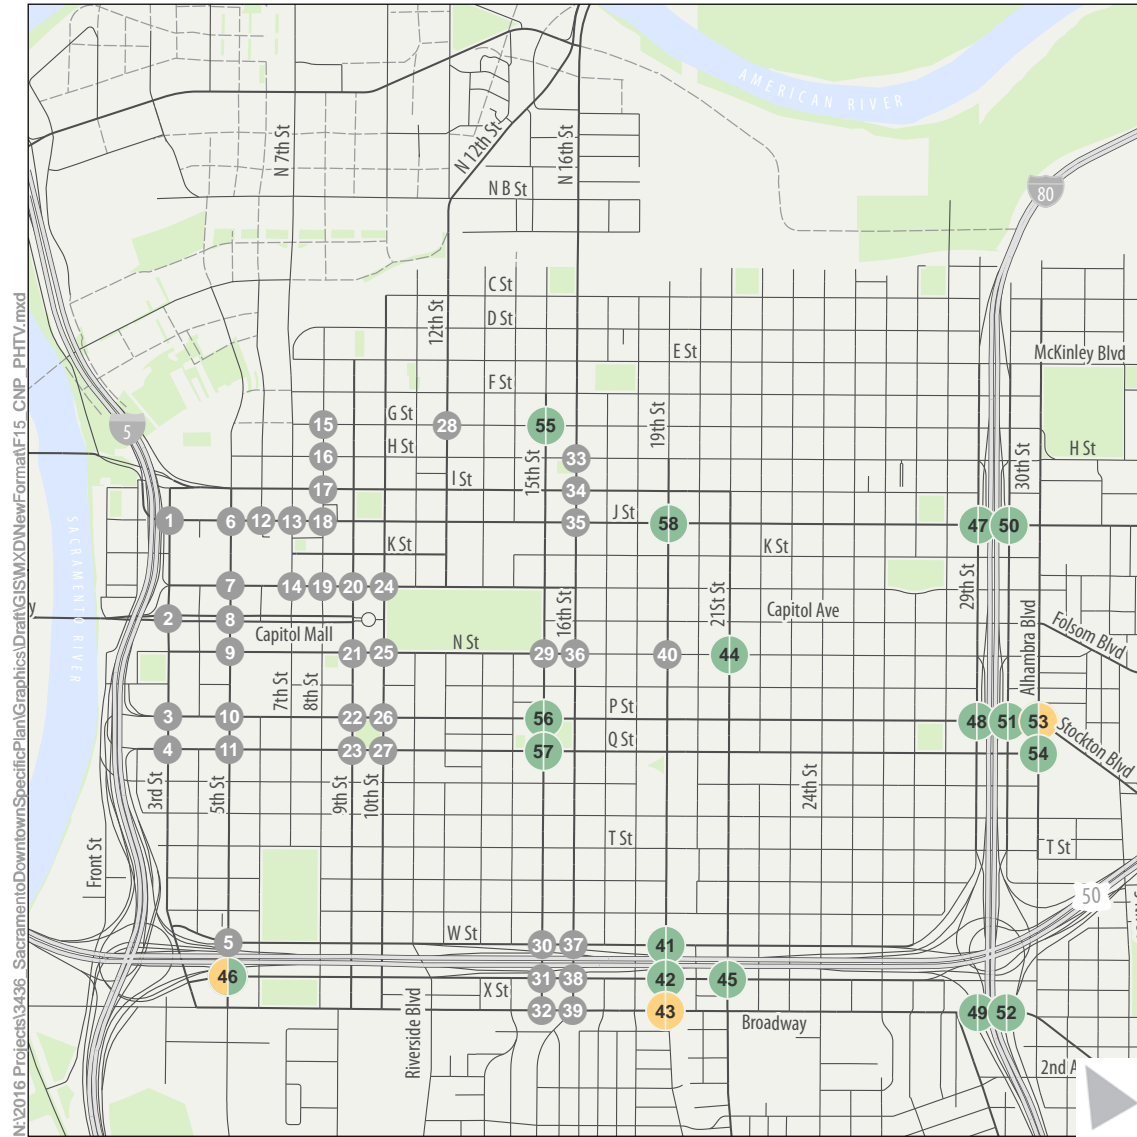 N:\2016 Projects\3436_SacramentoDowntownSpecificPlan\Graphics\Draft\GIS\MXD\NewFormat\F15_CNP_PHTV.mxd
AMERICAN RIVER
N 7th St
N 12th St
N 16th St
N B St
80
C St
12th St
D St
E St
McKinley Blvd
F St
5
15
G St
28
55
19th St
16
H St
33
H St
17
I St
15th St
34
30th St
1
6
12
13
18
35
J St
58
47
50
SACRAMENTO RIVER
K St
K St
7
14
19
20
24
16th St
21St St
29th St
2
8
Capitol Mall
Capitol Ave
Alhambra Blvd
Folsom Blvd
9
21
25
N St
29
36
40
44
7th St
8th St
3
10
22
26
56
P St
48
51
53
Stockton Blvd
4
11
23
27
57
Q St
54
3rd St
5th St
9th St
10th St
24th St
Front St
T St
T St
50
5
W St
30
37
41
46
X St
31
38
42
45
32
39
43
Broadway
49
52
Riverside Blvd
2nd A